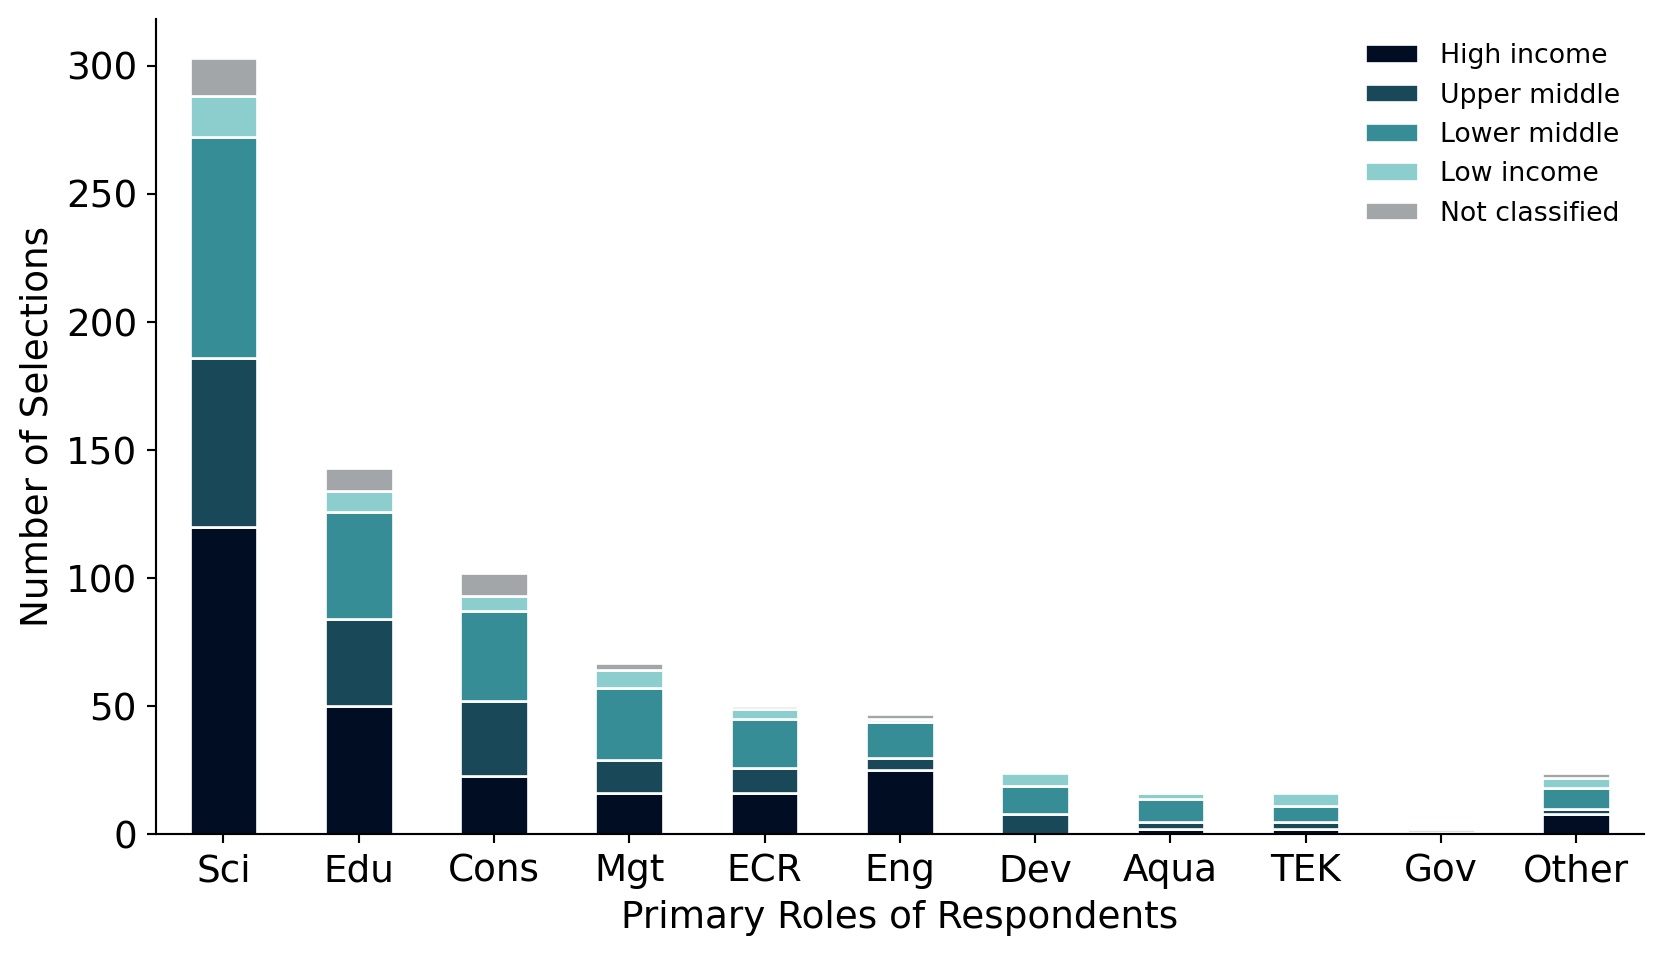 Number of Selections
300
250
200
150
100
50
0
High income
Upper middle
Lower middle
Low income
Not classified
Sci Edu Cons Mgt ECR Eng Dev Aqua TEK Gov Other
Primary Roles of Respondents